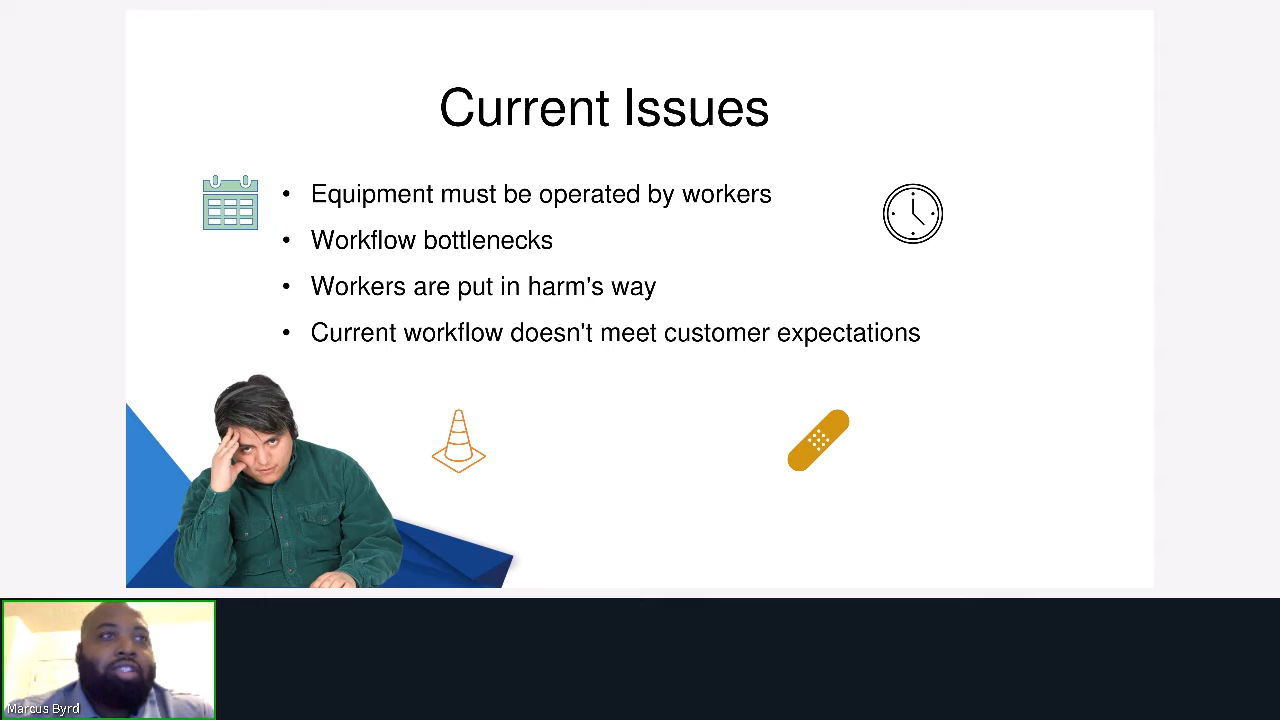 Current Issues
• Equipment must be operated by workers
• Workflow bottlenecks
• Workers are put in harm's way
• Current workflow doesn't meet customer expectations
Marcus Byrd